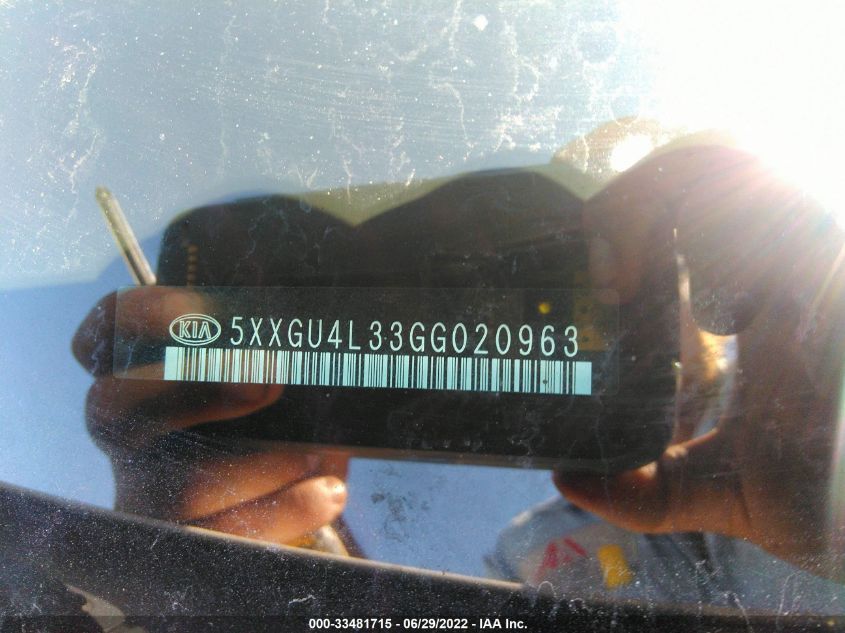 KIA 5XXGU4L33GG020963
000-33481715 - 06/29/2022 - IAA Inc.